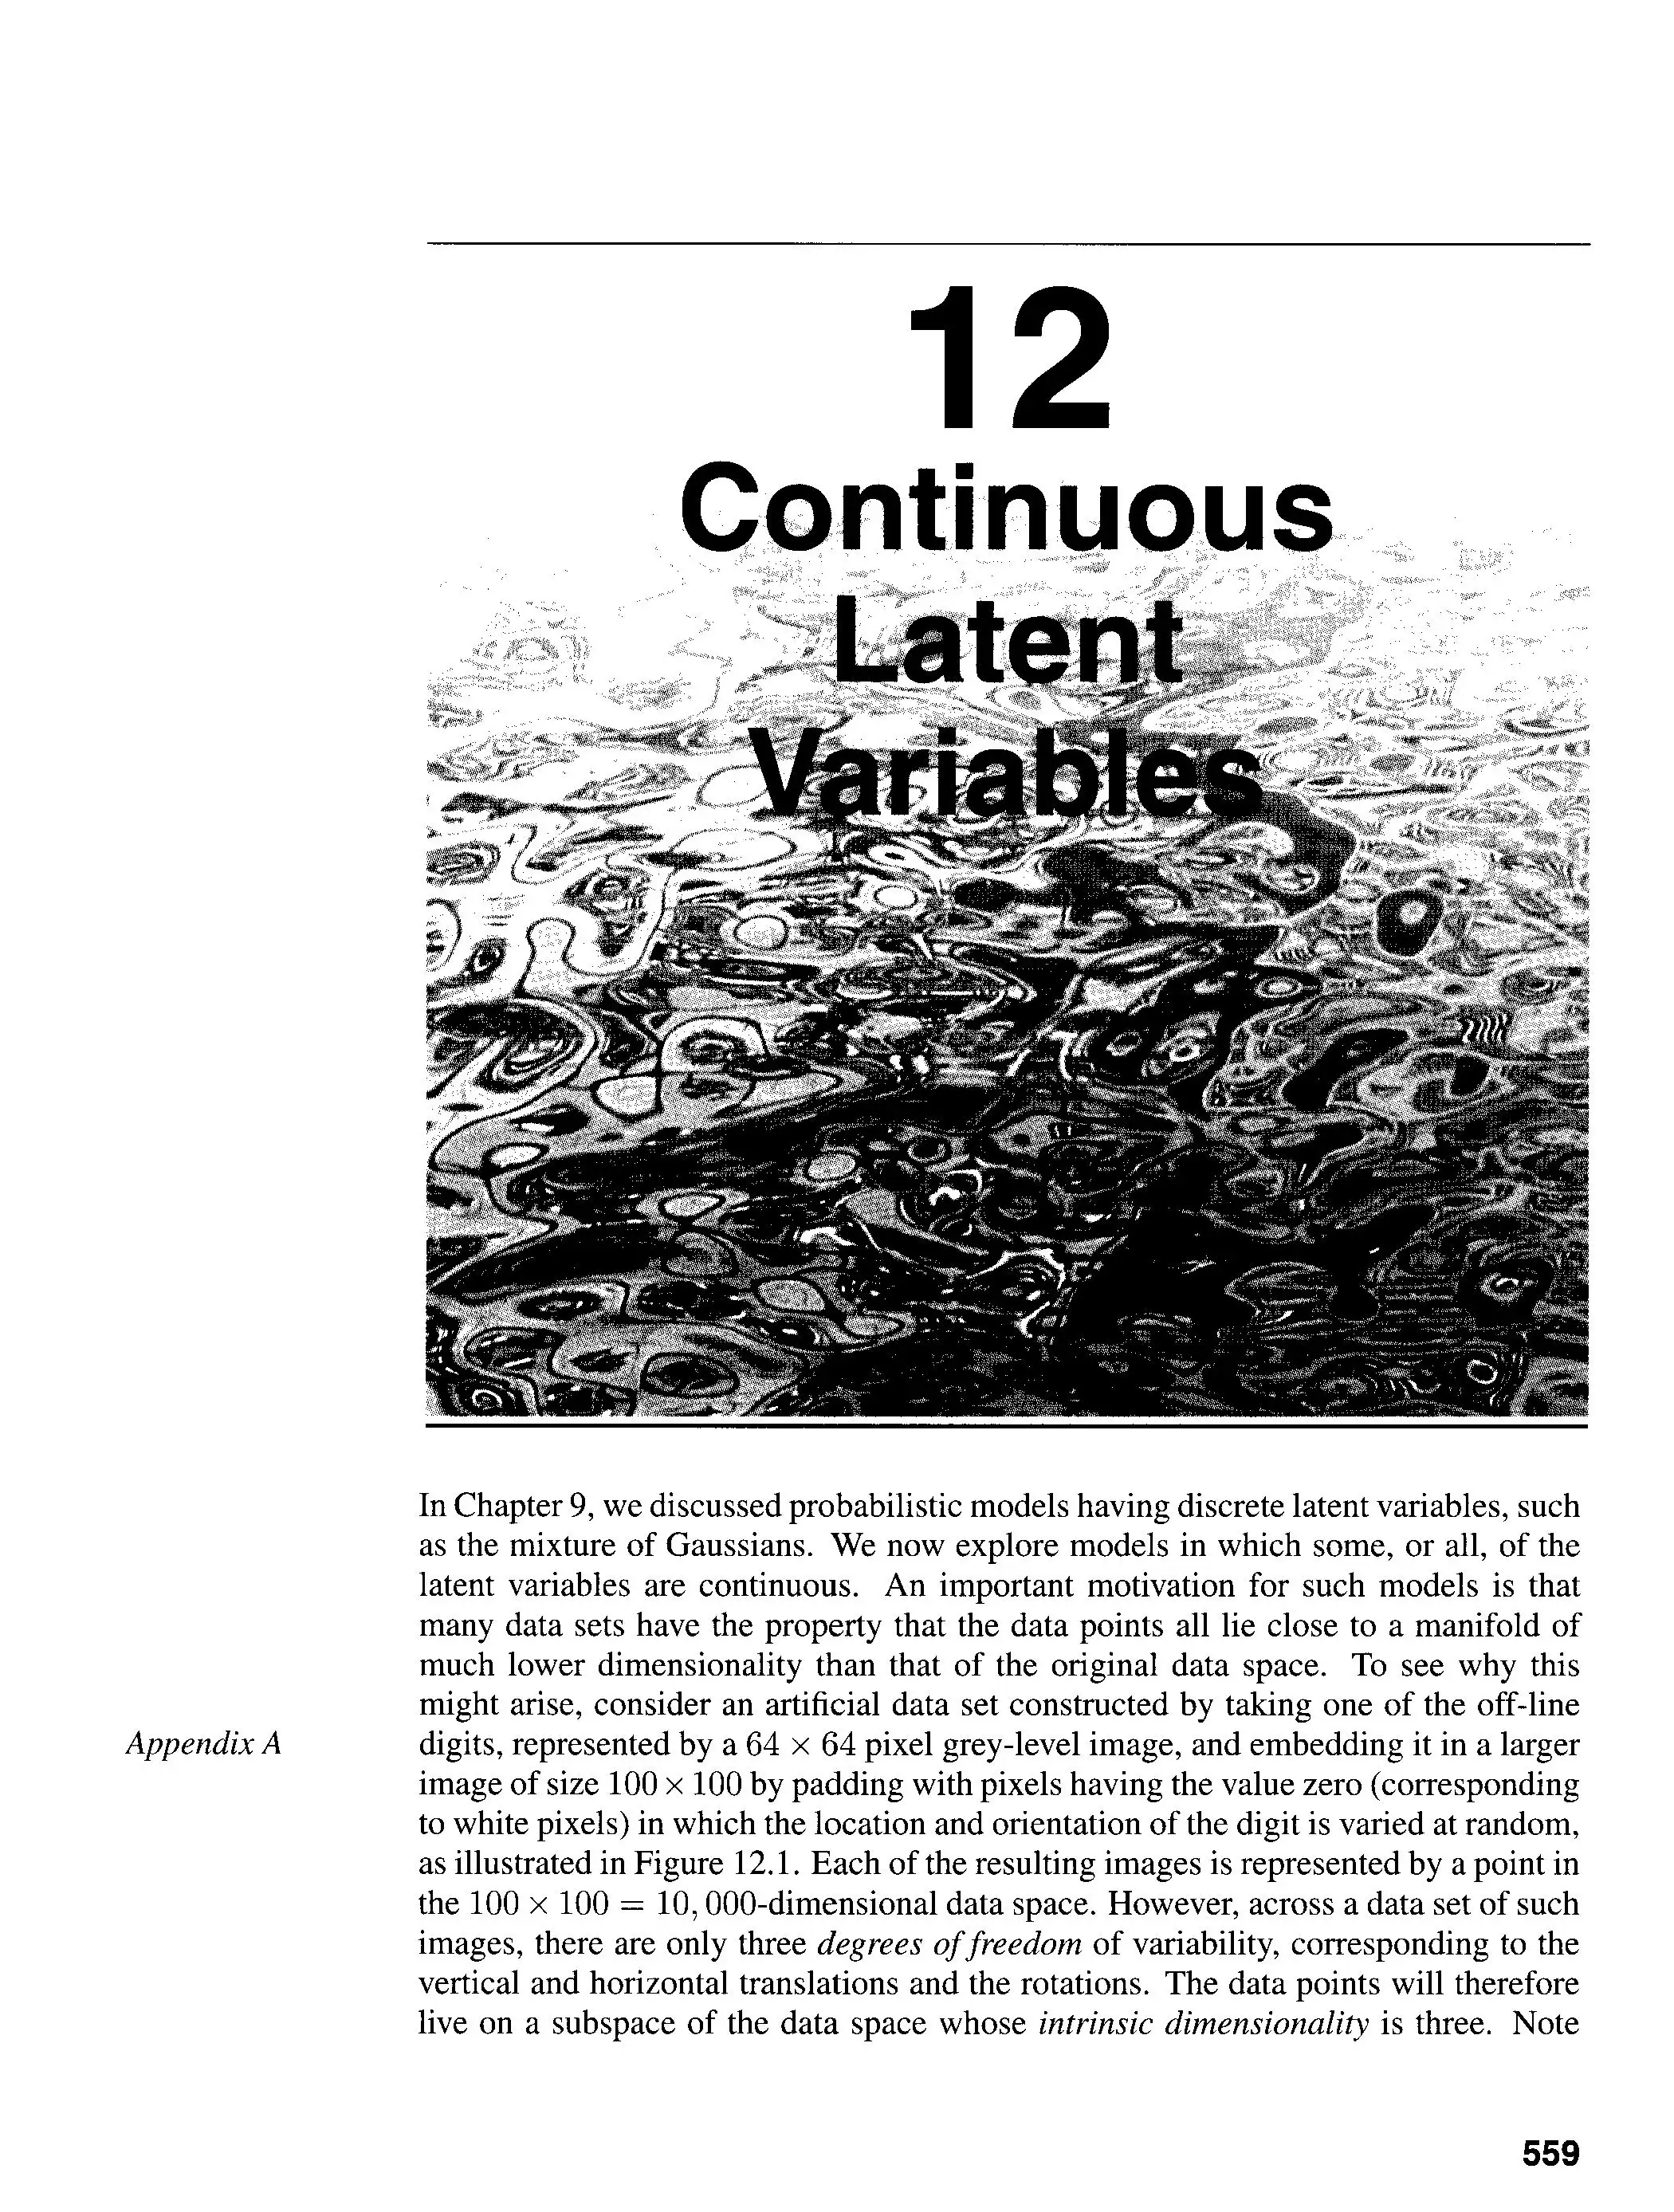 12
Continuous
Latent
Variables
In Chapter 9, we discussed probabilistic models having discrete latent variables, such
as the mixture of Gaussians. We now explore models in which some, or all, of the
latent variables are continuous. An important motivation for such models is that
many data sets have the property that the data points all lie close to a manifold of
much lower dimensionality than that of the original data space. To see why this
might arise, consider an artificial data set constructed by taking one of the off-line
Appendix A
digits, represented by a 64 × 64 pixel grey-level image, and embedding it in a larger
image of size 100 × 100 by padding with pixels having the value zero (corresponding
to white pixels) in which the location and orientation of the digit is varied at random,
as illustrated in Figure 12.1. Each of the resulting images is represented by a point in
the 100 × 100 = 10, 000-dimensional data space. However, across a data set of such
images, there are only three degrees of freedom of variability, corresponding to the
vertical and horizontal translations and the rotations. The data points will therefore
live on a subspace of the data space whose intrinsic dimensionality is three. Note
559